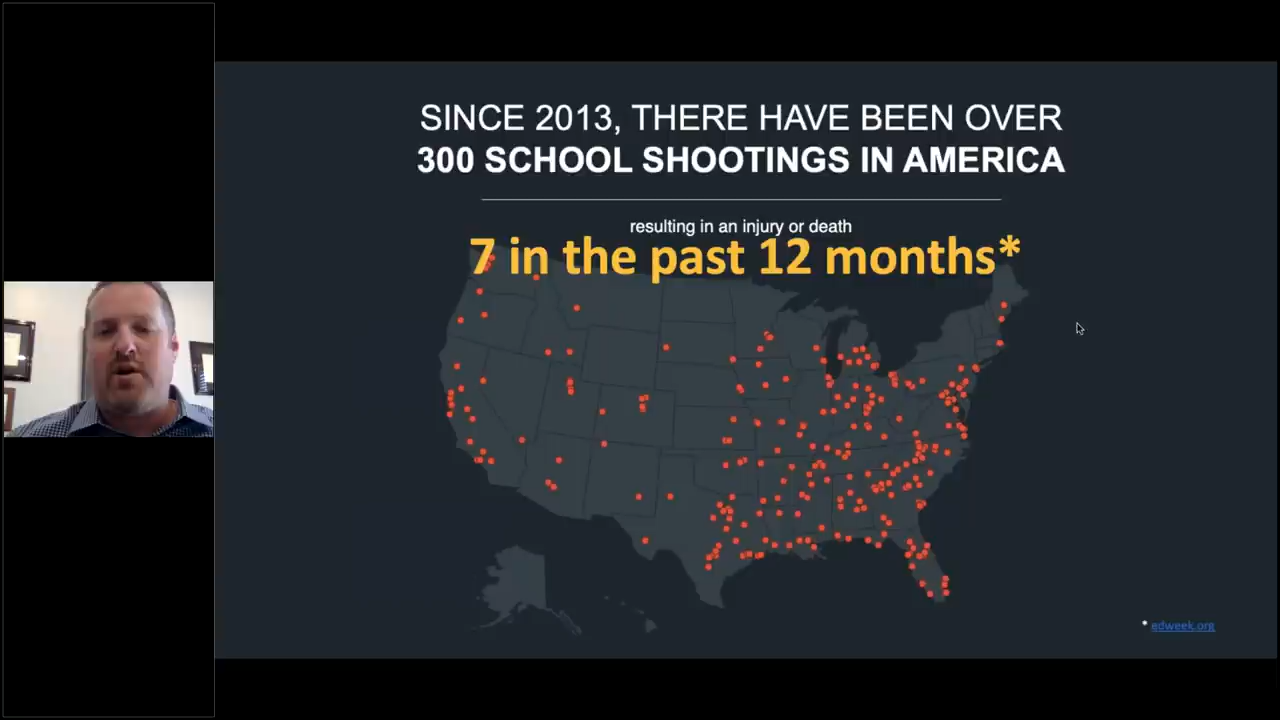 SINCE 2013, THERE HAVE BEEN OVER
300 SCHOOL SHOOTINGS IN AMERICA
resulting in an injury or death
7 in the past 12 months*
* edweek.org